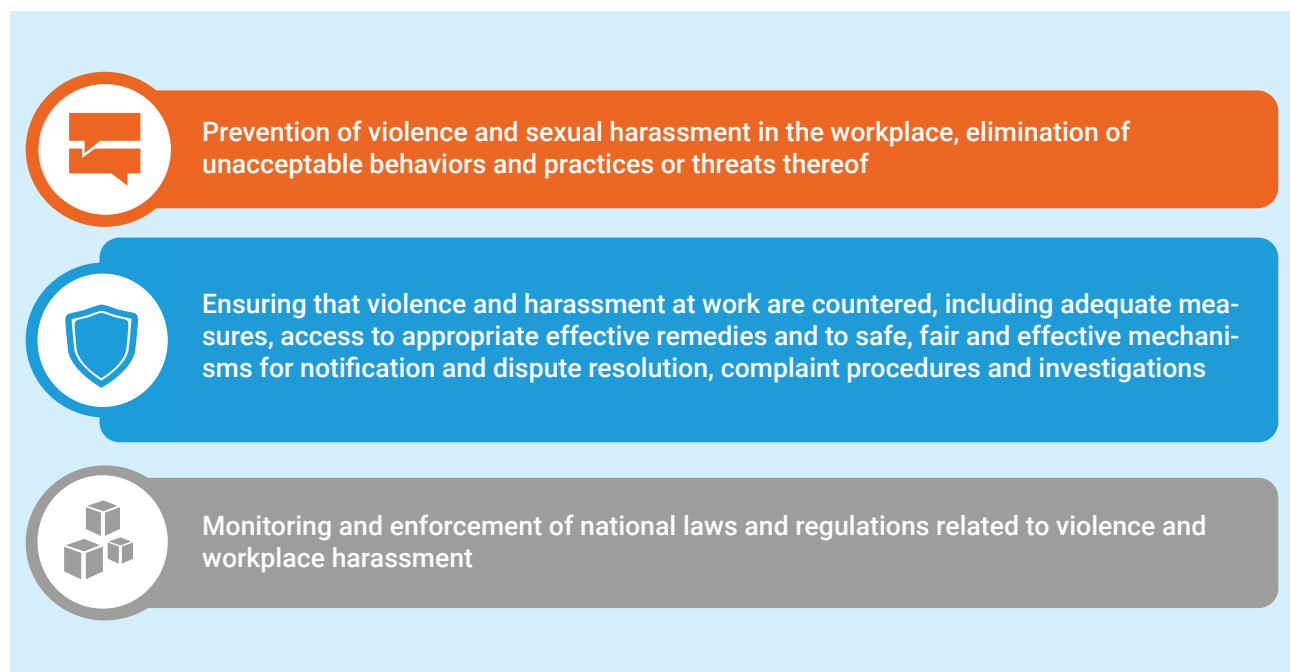 Prevention of violence and sexual harassment in the workplace, elimination of
unacceptable behaviors and practices or threats thereof
Ensuring that violence and harassment at work are countered, including adequate mea-
sures, access to appropriate effective remedies and to safe, fair and effective mechani-
sms for notification and dispute resolution, complaint procedures and investigations
Monitoring and enforcement of national laws and regulations related to violence and
workplace harassment